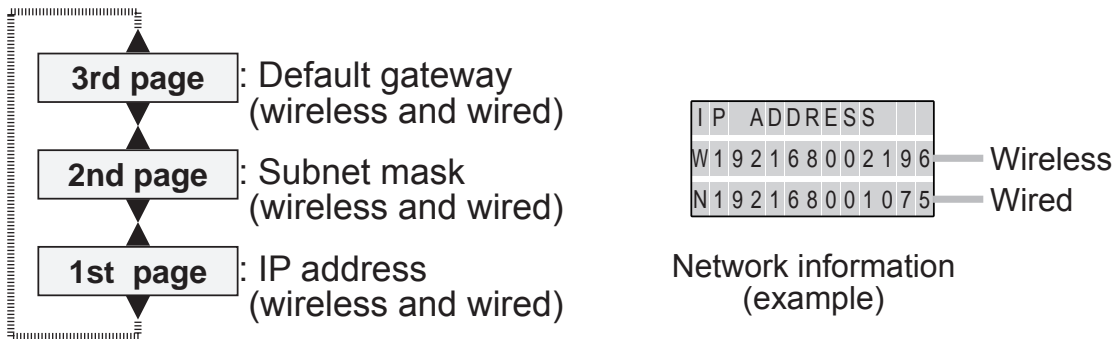 3rd page : Default gateway
(wireless and wired)
2nd page : Subnet mask
(wireless and wired)
1st page : IP address
(wireless and wired)
IP ADDRESS
W192168002196 Wireless
N192168001075 Wired
Network information
(example)